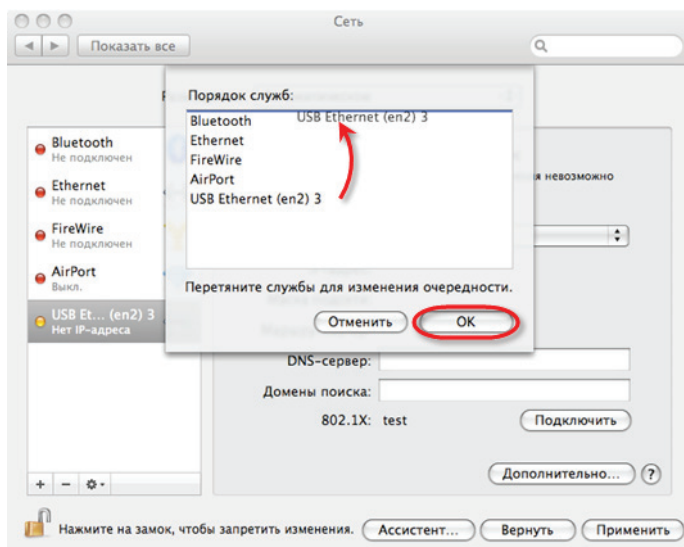 Сеть
Показать все
Порядок служб:
Bluetooth
USB Ethernet (en2) 3
Ethernet
FireWire
AirPort
USB Ethernet (en2) 3
Перетяните службы для изменения очередности.
Отменить
OK
Bluetooth
Не подключен
Ethernet
Не подключен
FireWire
Не подключен
AirPort
Выкл.
USB Et... (en2) 3
Нет IP-адреса
невозможно
DNS-сервер:
Домены поиска:
802.1X: test
Подключить
Дополнительно...
?
+ −
Нажмите на замок, чтобы запретить изменения.
Ассистент...
Вернуть
Применить